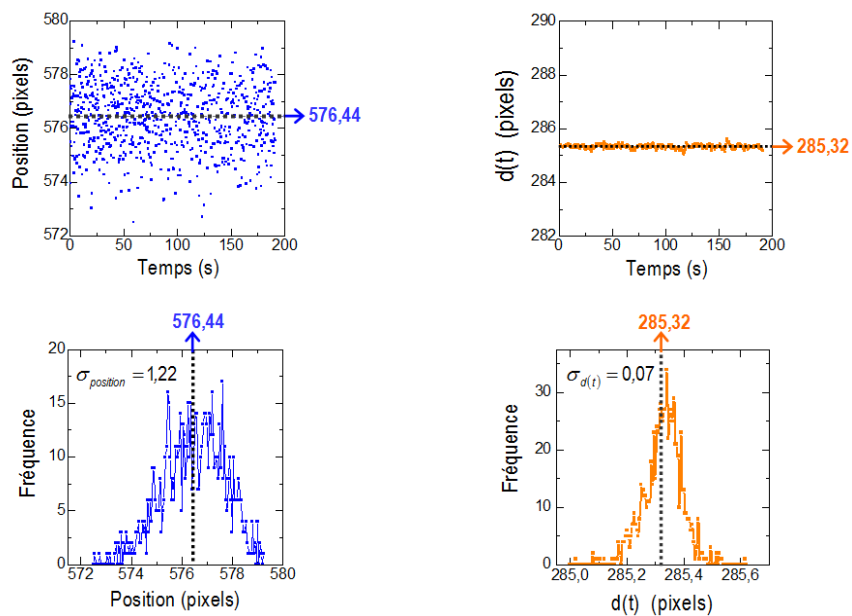 580
578
576
574
572
Position (pixels)
0 50 100 150 200
Temps (s)
576,44
290
288
286
284
282
d(t) (pixels)
0 50 100 150 200
Temps (s)
285,32
576,44
20
15
10
5
0
Fréquence
σposition = 1,22
572 574 576 578 580
Position (pixels)
285,32
30
20
10
0
Fréquence
σd(t) = 0,07
285,0 285,2 285,4 285,6
d(t) (pixels)